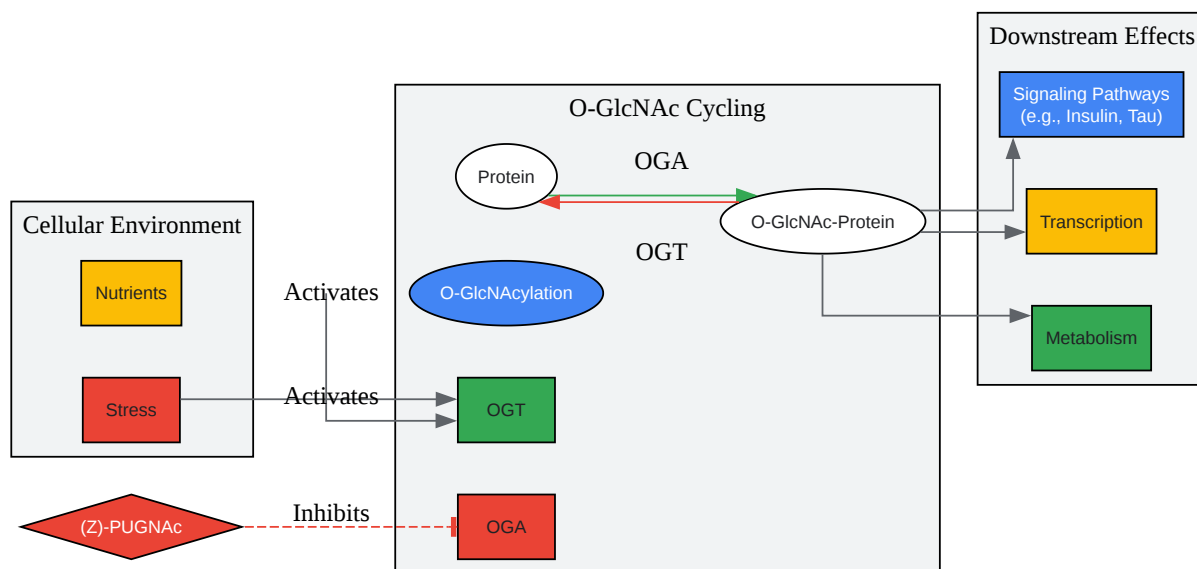 Cellular Environment
Nutrients
Stress
(Z)-PUGNAc
Activates
Activates
Inhibits
O-GlcNAc Cycling
Protein
OGA
OGT
O-GlcNAc-Protein
O-GlcNAcylation
OGT
OGA
Downstream Effects
Signaling Pathways
(e.g., Insulin, Tau)
Transcription
Metabolism